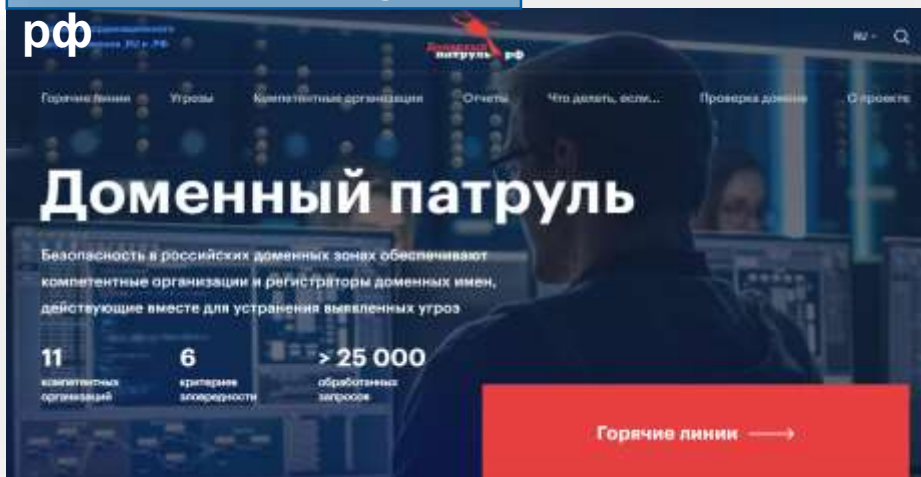 рф
Доменный
патруль рф
RU
Горячие линии Угрозы Компетентные организации Отчеты Что делать, если... Проверка домена О проекте
Доменный патруль
Безопасность в российских доменных зонах обеспечивают
компетентные организации и регистраторы доменных имен,
действующие вместе для устранения выявленных угроз
11 6 > 25 000
компетентных критериев обработанных
организаций зловредности запросов
Горячие линии →